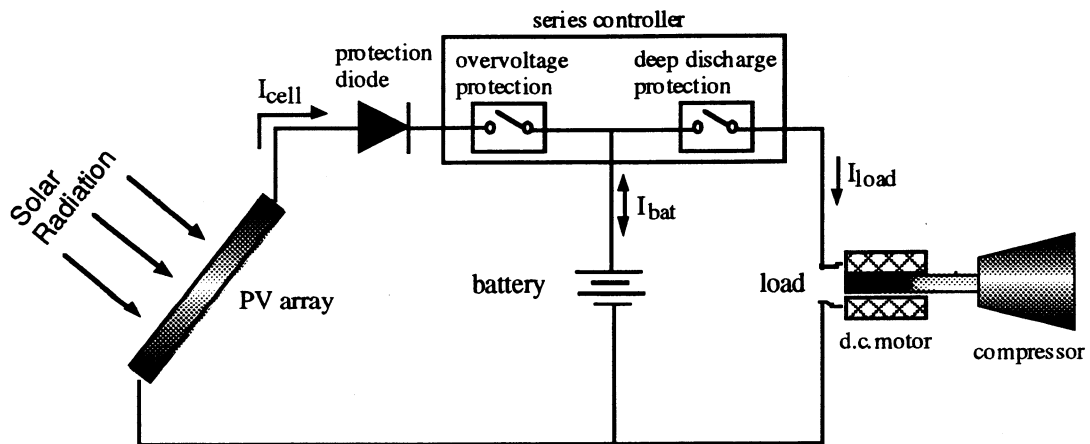 series controller
protection
diode
overvoltage
protection
deep discharge
protection
I_cell
Solar
Radiation
I_bat
I_load
PV array
battery
load
d.c. motor
compressor